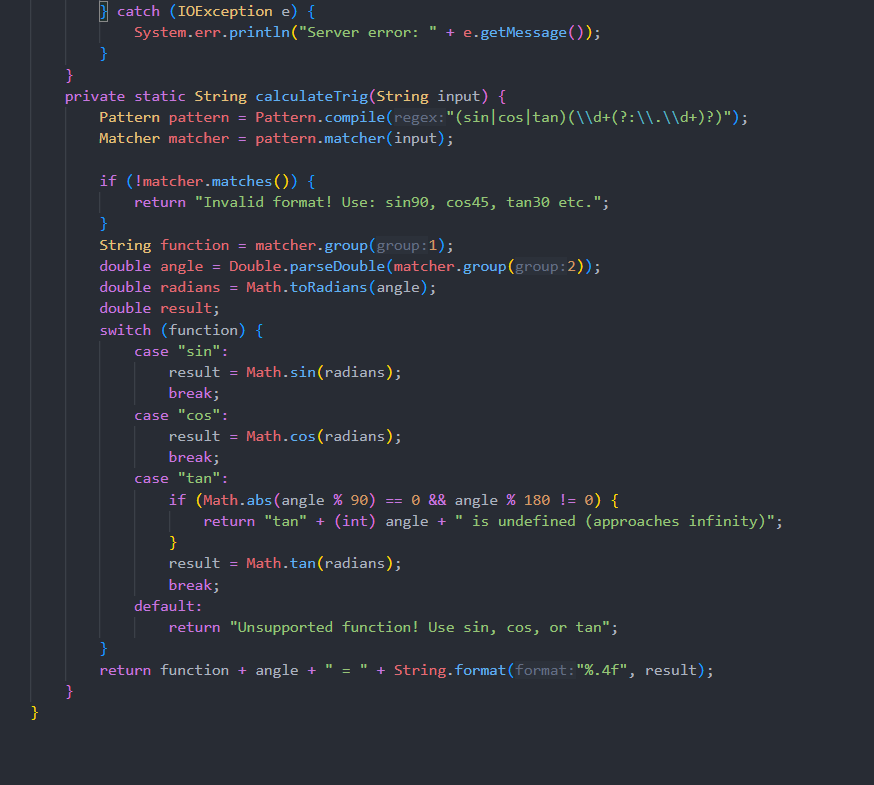 } catch (IOException e) {
System.err.println("Server error: " + e.getMessage());
}
}
private static String calculateTrig(String input) {
Pattern pattern = Pattern.compile(regex:"(sin|cos|tan)(\\d+(?:\\.\\d+)?)");
Matcher matcher = pattern.matcher(input);
if (!matcher.matches()) {
return "Invalid format! Use: sin90, cos45, tan30 etc.";
}
String function = matcher.group(group:1);
double angle = Double.parseDouble(matcher.group(group:2));
double radians = Math.toRadians(angle);
double result;
switch (function) {
case "sin":
result = Math.sin(radians);
break;
case "cos":
result = Math.cos(radians);
break;
case "tan":
if (Math.abs(angle % 90) == 0 && angle % 180 != 0) {
return "tan" + (int) angle + " is undefined (approaches infinity)";
}
result = Math.tan(radians);
break;
default:
return "Unsupported function! Use sin, cos, or tan";
}
return function + angle + " = " + String.format(format:"%.4f", result);
}
}